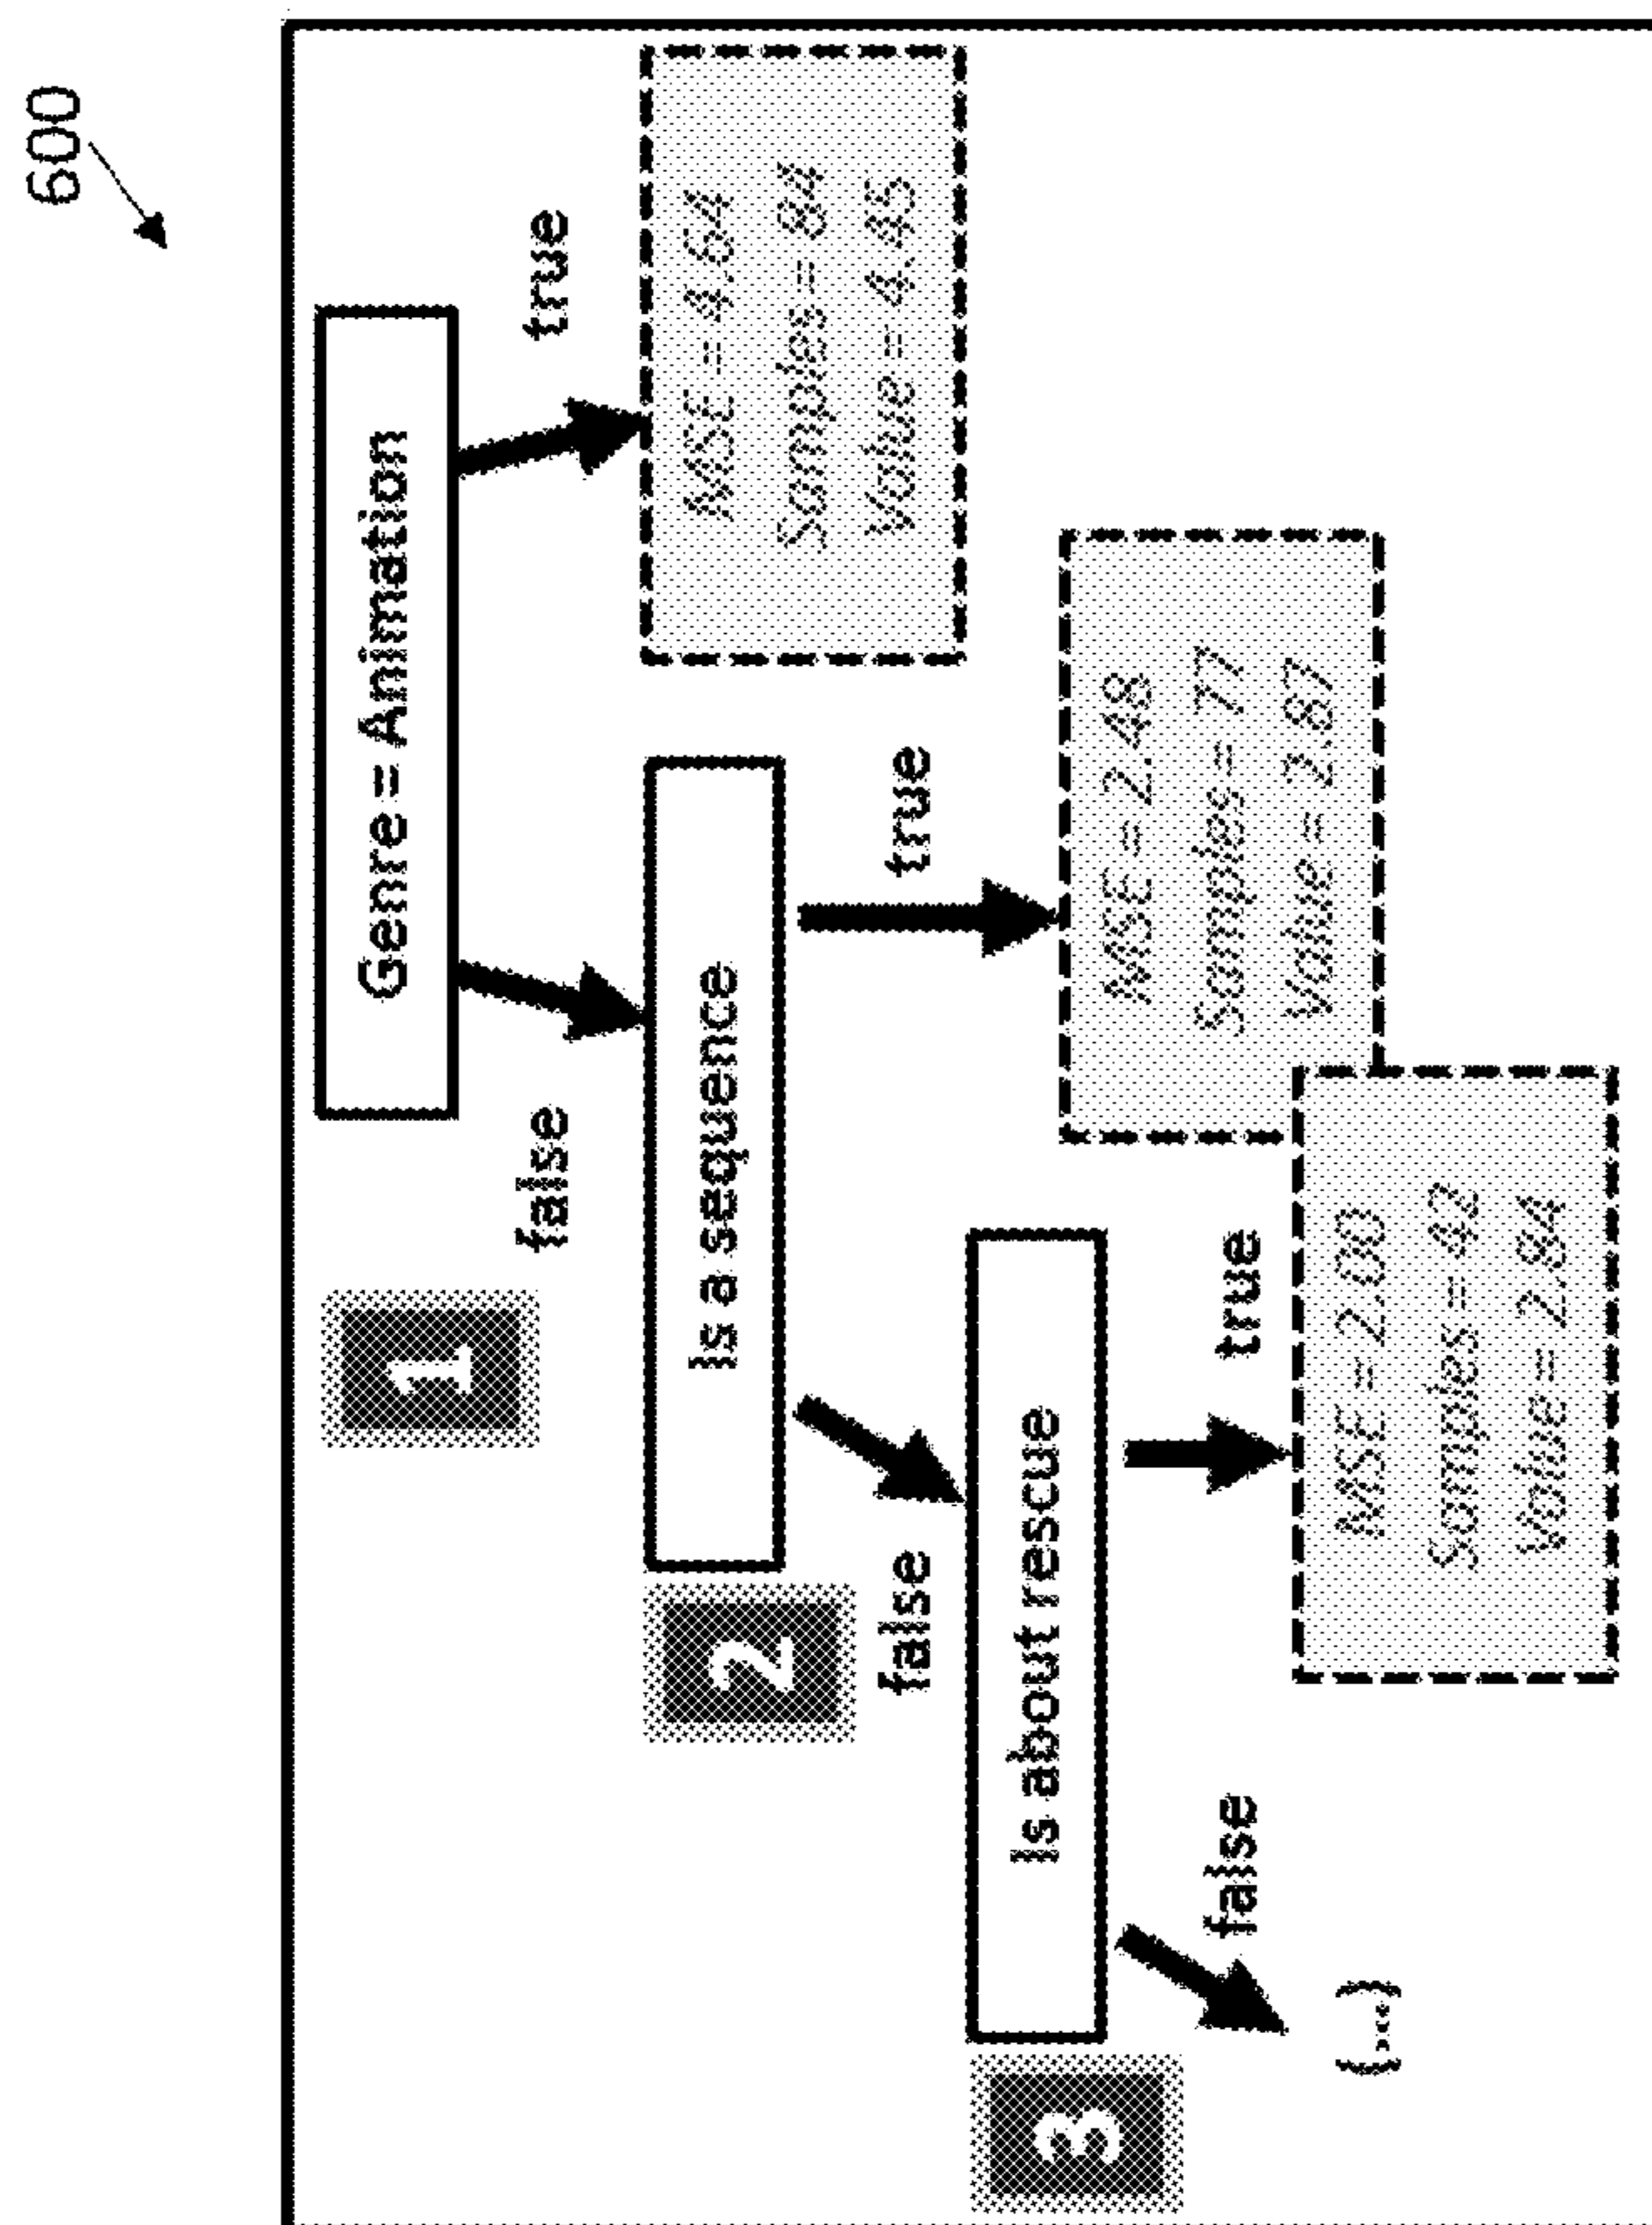 600
Genre = Animation
1
false
true
Is a sequence
2
MSE = 4.64
Samples = 84
Value = 4.45
false
true
Is about rescue
3
MSE = 2.48
Samples = 77
Value = 2.87
false
true
{...}
MSE = 2.00
Samples = 42
Value = 2.84